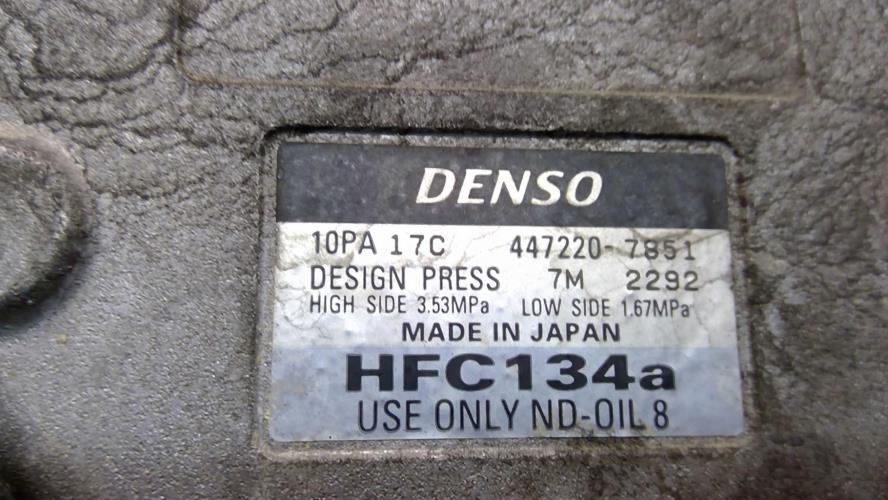 DENSO
10PA 17C 447220-7851
DESIGN PRESS 7M 2292
HIGH SIDE 3.53MPa LOW SIDE 1.67MPa
MADE IN JAPAN
HFC134a
USE ONLY ND-OIL 8